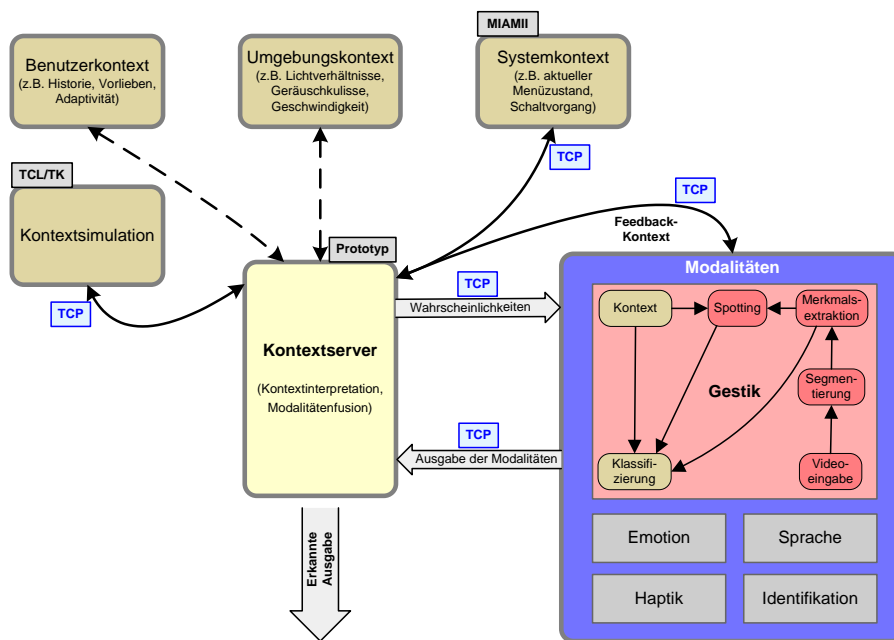 MIAMII
Benutzerkontext
(z.B. Historie, Vorlieben,
Adaptivität)
Umgebungskontext
(z.B. Lichtverhältnisse,
Geräuschkulisse,
Geschwindigkeit)
Systemkontext
(z.B. aktueller
Menüzustand,
Schaltvorgang)
TCP
TCL/TK
Kontextsimulation
TCP
TCP
Feedback-
Kontext
Prototyp
Kontextserver
(Kontextinterpretation,
Modalitätenfusion)
TCP
Wahrscheinlichkeiten
TCP
Ausgabe der Modalitäten
Erkannte
Ausgabe
Modalitäten
Kontext
Spotting
Merkmals-
extraktion
Gestik
Segmen-
tierung
Klassifi-
zierung
Video-
eingabe
Emotion
Sprache
Haptik
Identifikation